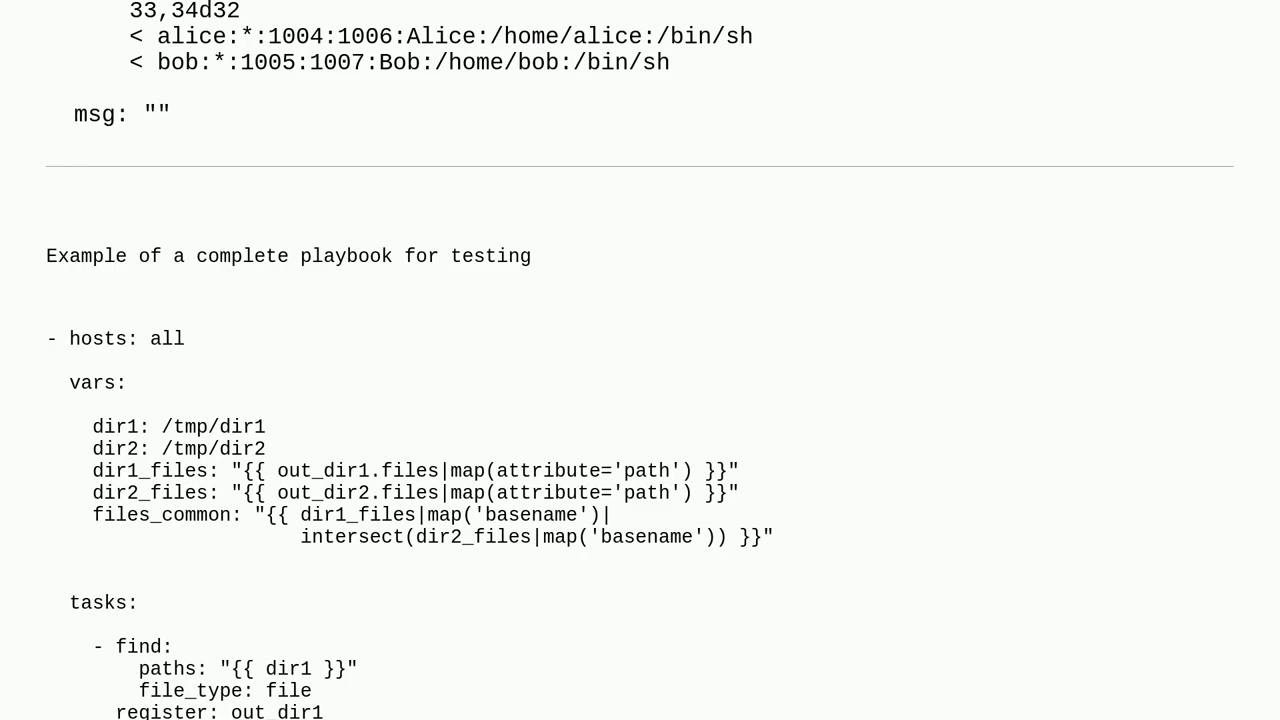 33,34d32
< alice:*:1004:1006:Alice:/home/alice:/bin/sh
< bob:*:1005:1007:Bob:/home/bob:/bin/sh
msg: ""
Example of a complete playbook for testing
- hosts: all
vars:
dir1: /tmp/dir1
dir2: /tmp/dir2
dir1_files: "{{ out_dir1.files|map(attribute='path') }}"
dir2_files: "{{ out_dir2.files|map(attribute='path') }}"
files_common: "{{ dir1_files|map('basename')|
intersect(dir2_files|map('basename')) }}"
tasks:
- find:
paths: "{{ dir1 }}"
file_type: file
register: out_dir1